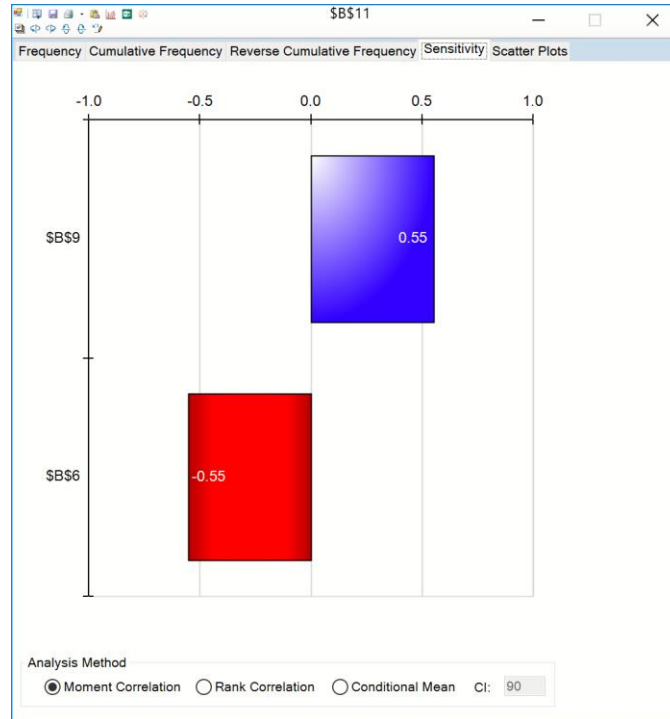 $B$11
Frequency Cumulative Frequency Reverse Cumulative Frequency Sensitivity Scatter Plots
-1.0 -0.5 0.0 0.5 1.0
$B$9 0.55
$B$6 -0.55
Analysis Method
Moment Correlation Rank Correlation Conditional Mean CI: 90